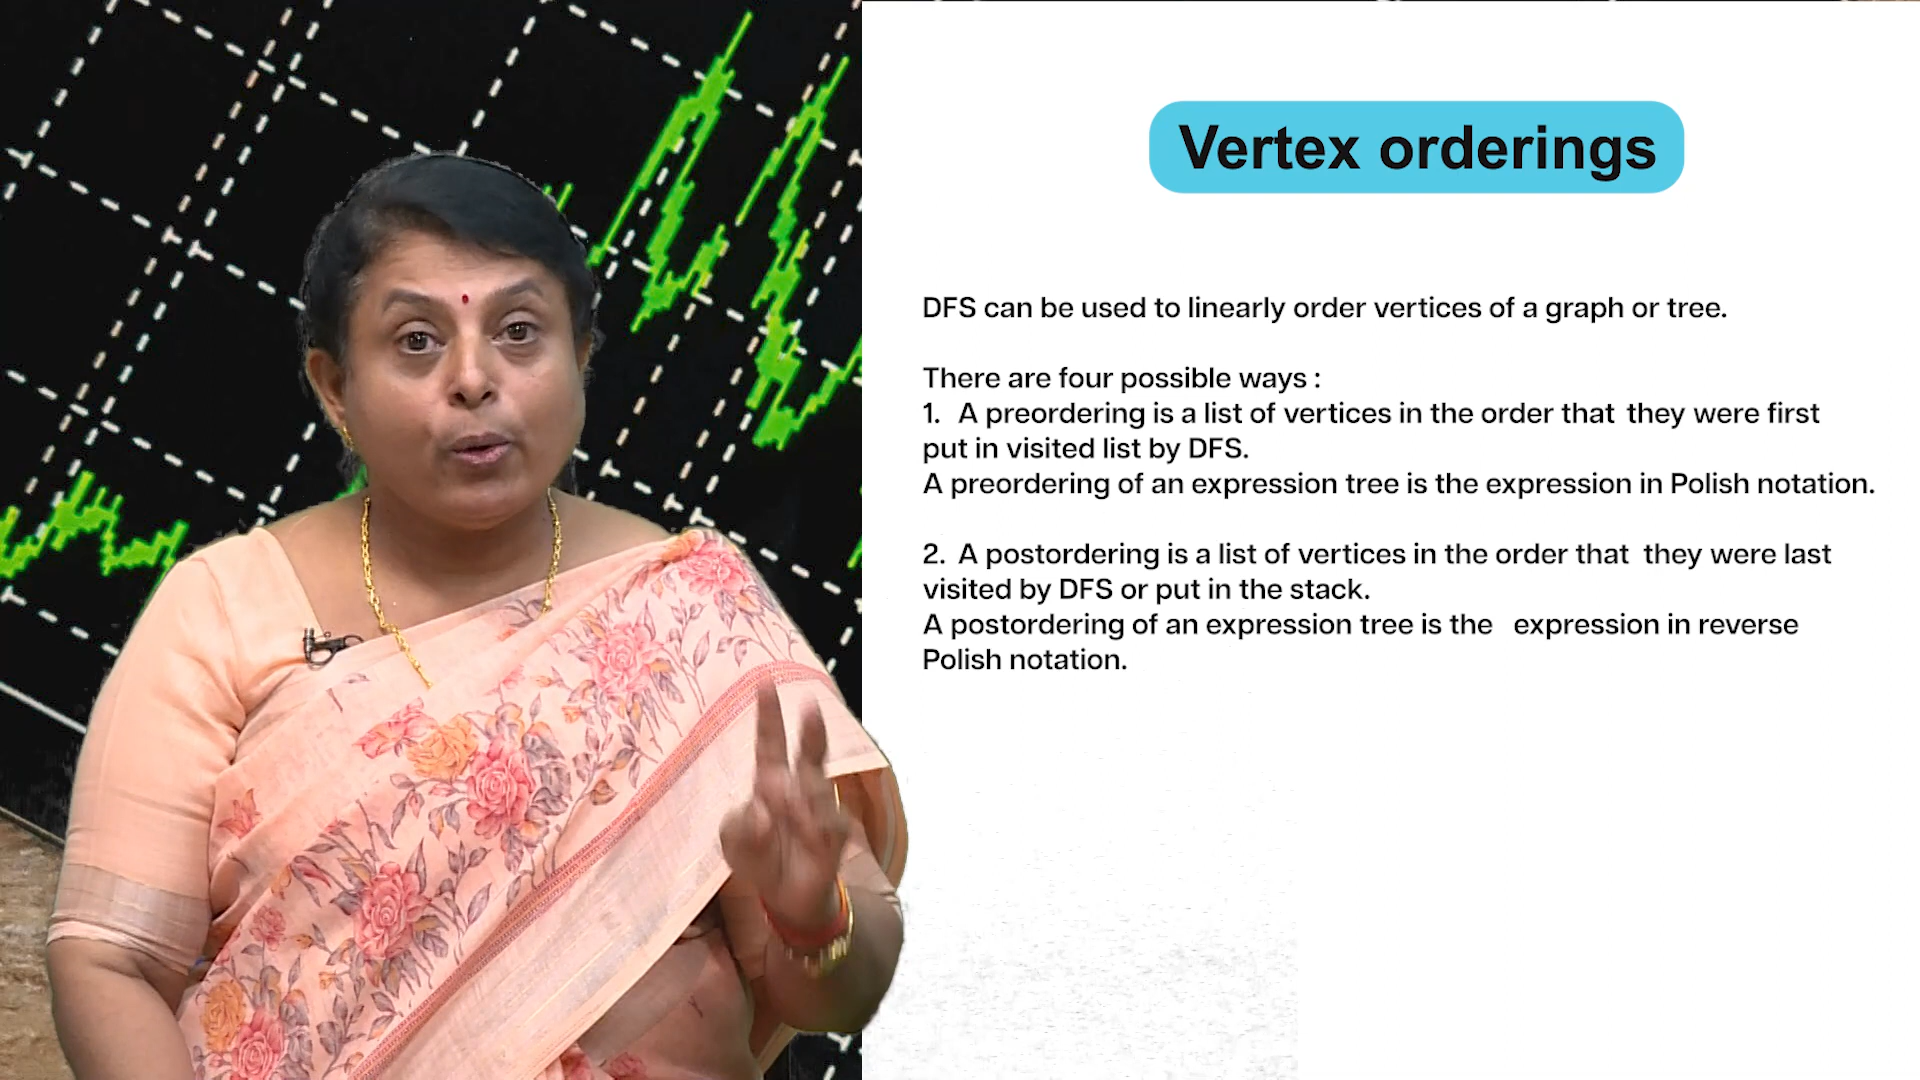 Vertex orderings
DFS can be used to linearly order vertices of a graph or tree.
There are four possible ways :
1. A preordering is a list of vertices in the order that they were first
put in visited list by DFS.
A preordering of an expression tree is the expression in Polish notation.
2. A postordering is a list of vertices in the order that they were last
visited by DFS or put in the stack.
A postordering of an expression tree is the expression in reverse
Polish notation.